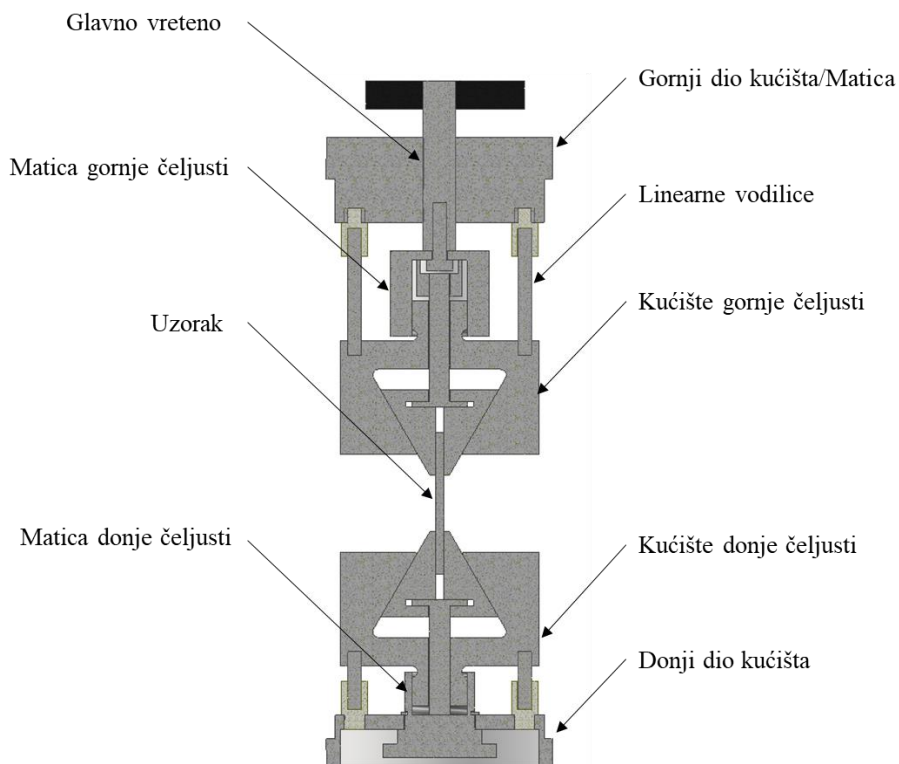 Glavno vreteno
Gornji dio kućišta/Matica
Matica gornje čeljusti
Linearne vodilice
Kućište gornje čeljusti
Uzorak
Matica donje čeljusti
Kućište donje čeljusti
Donji dio kućišta